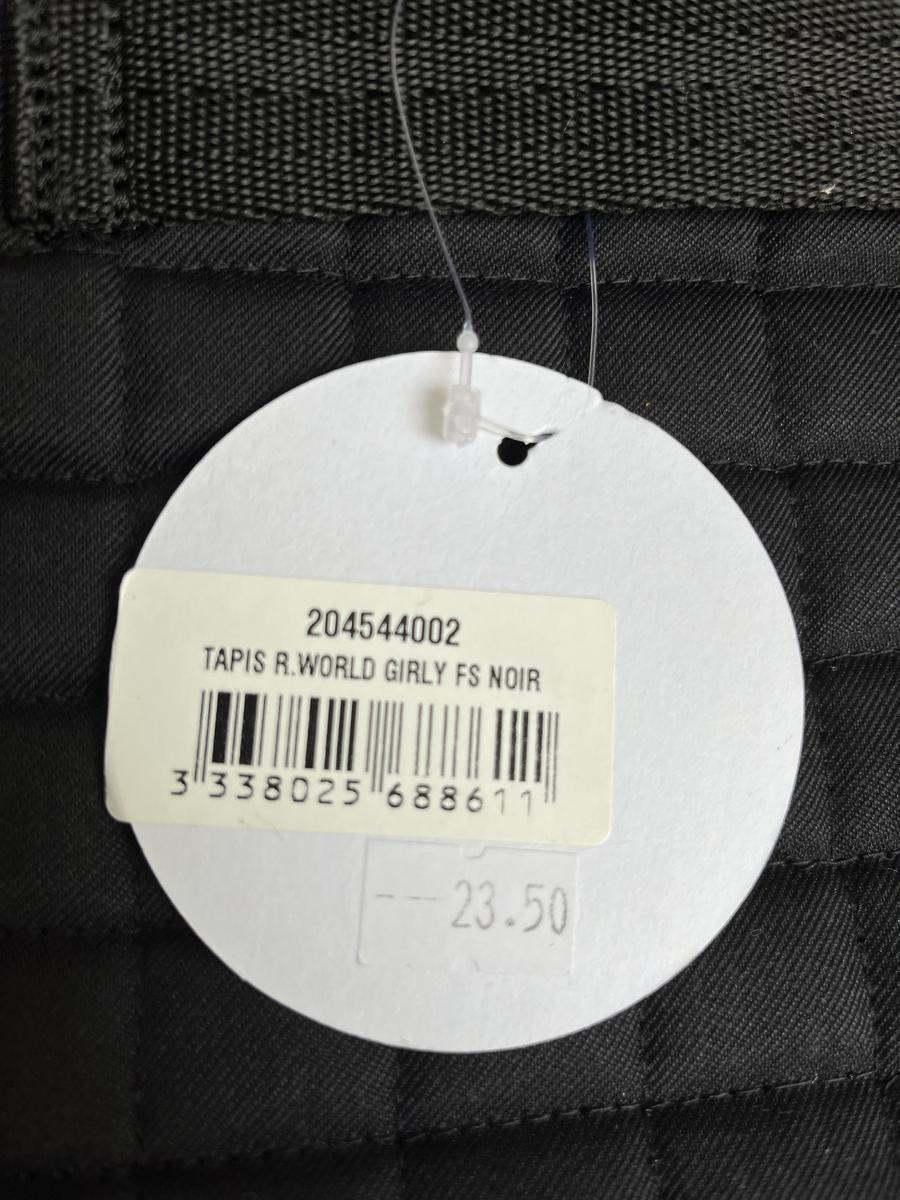 204544002
TAPIS R.WORLD GIRLY FS NOIR
3 338025 688611
-- --23.50